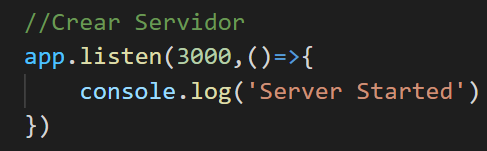 //Crear Servidor
app.listen(3000,()=>{
    console.log('Server Started')
})